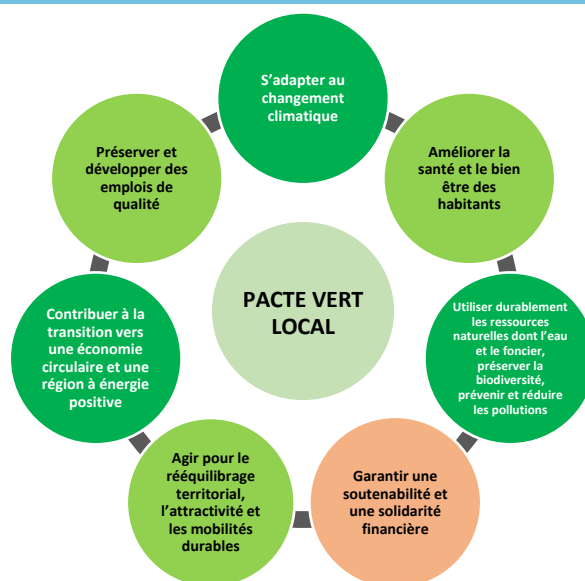 S'adapter au
changement
climatique
Améliorer la
santé et le bien
être des
habitants
Utiliser durablement
les ressources
naturelles dont l'eau
et le foncier,
préserver la
biodiversité,
prévenir et réduire
les pollutions
Garantir une
soutenabilité et
une solidarité
financière
Agir pour le
rééquilibrage
territorial,
l'attractivité et
les mobilités
durables
Contribuer à la
transition vers
une économie
circulaire et une
région à énergie
positive
Préserver et
développer des
emplois de
qualité
PACTE VERT
LOCAL